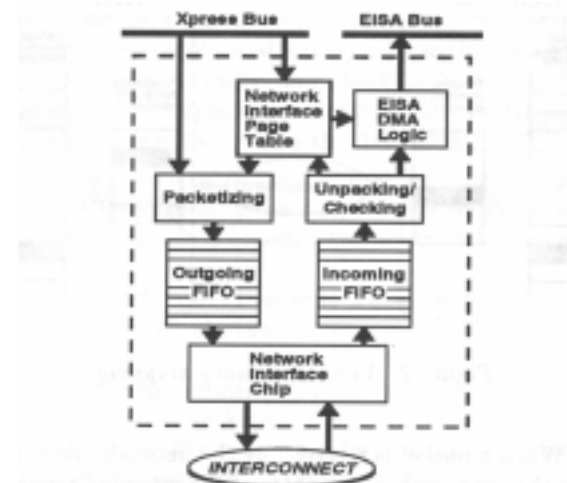 Xpress Bus
EISA Bus
Network
Interface
Page
Table
EISA
DMA
Logic
Packetizing
Unpacking/
Checking
Outgoing
FIFO
Incoming
FIFO
Network
Interface
Chip
INTERCONNECT